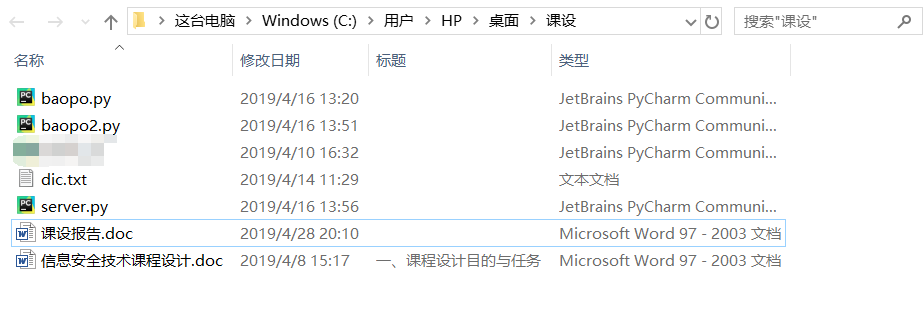 这台电脑 > Windows (C:) > 用户 > HP > 桌面 > 课设 搜索"课设"
名称 修改日期 标题 类型
baopo.py 2019/4/16 13:20 JetBrains PyCharm Communi...
baopo2.py 2019/4/16 13:51 JetBrains PyCharm Communi...
2019/4/10 16:32 JetBrains PyCharm Communi...
dic.txt 2019/4/14 11:29 文本文档
server.py 2019/4/16 13:56 JetBrains PyCharm Communi...
课设报告.doc 2019/4/28 20:10 Microsoft Word 97 - 2003 文档
信息安全技术课程设计.doc 2019/4/8 15:17 一、课程设计目的与任务 Microsoft Word 97 - 2003 文档